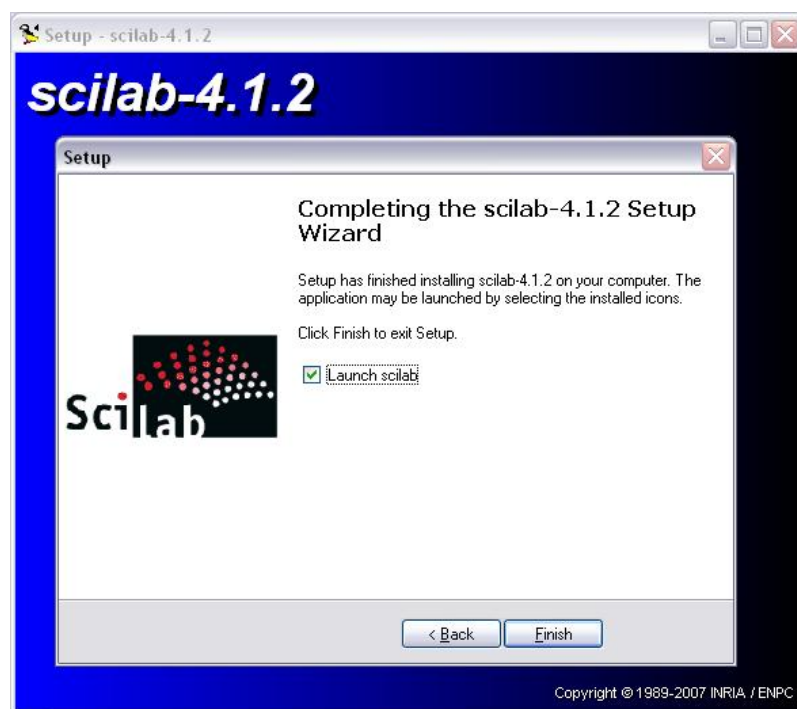 Setup - scilab-4.1.2
scilab-4.1.2
Setup
Completing the scilab-4.1.2 Setup
Wizard
Setup has finished installing scilab-4.1.2 on your computer. The
application may be launched by selecting the installed icons.
Click Finish to exit Setup.
Launch scilab
Scilab
< Back
Finish
Copyright © 1989-2007 INRIA / ENPC